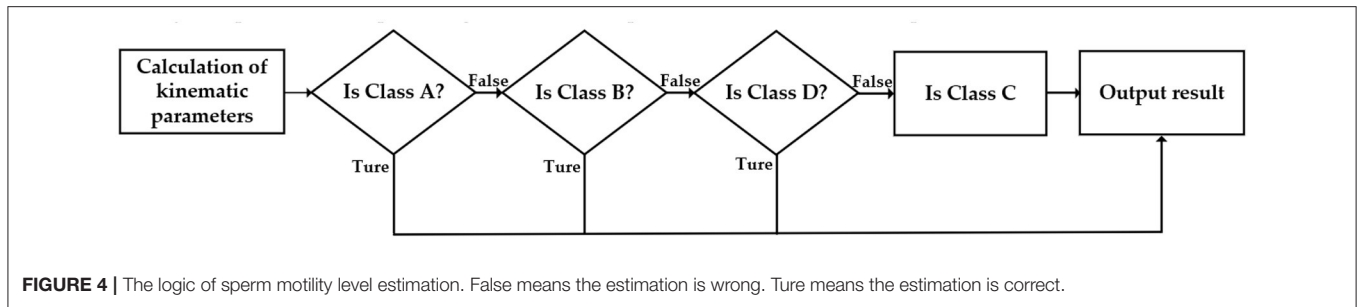 Calculation of
kinematic
parameters
Is Class A?
False
Is Class B?
False
Is Class D?
False
Is Class C
Output result
Ture
Ture
Ture
FIGURE 4 | The logic of sperm motility level estimation. False means the estimation is wrong. Ture means the estimation is correct.